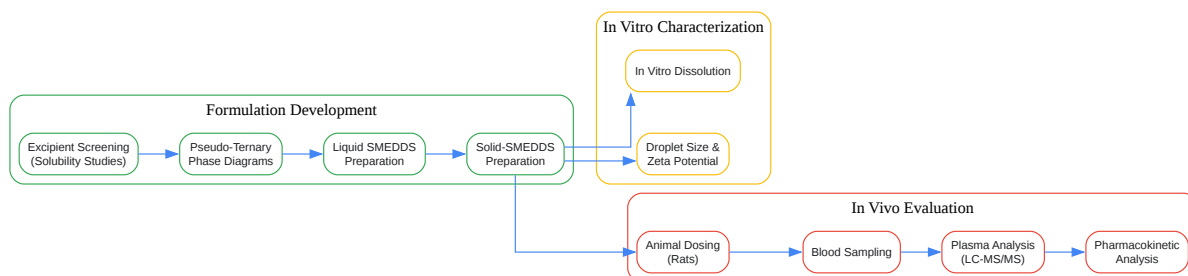 In Vitro Characterization
In Vitro Dissolution
Formulation Development
Excipient Screening
(Solubility Studies)
Pseudo-Ternary
Phase Diagrams
Liquid SMEDDS
Preparation
Solid-SMEDDS
Preparation
Droplet Size &
Zeta Potential
In Vivo Evaluation
Animal Dosing
(Rats)
Blood Sampling
Plasma Analysis
(LC-MS/MS)
Pharmacokinetic
Analysis